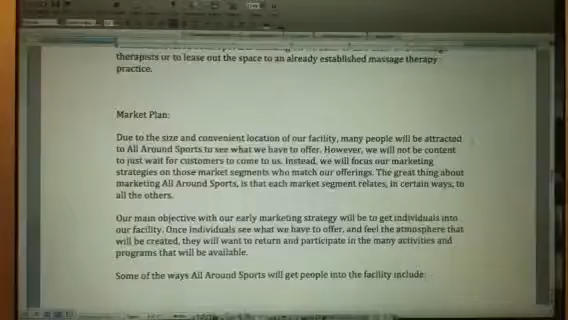 therapists or to lease out the space to an already established massage therapy
practice.
Market Plan:
Due to the size and convenient location of our facility, many people will be attracted
to All Around Sports to see what we have to offer. However, we will not be content
to just wait for customers to come to us. Instead, we will focus our marketing
strategies on those market segments who match our offerings. The great thing about
marketing All Around Sports, is that each market segment relates, in certain ways, to
all the others.
Our main objective with our early marketing strategy will be to get individuals into
our facility. Once individuals see what we have to offer, and feel the atmosphere that
will be created, they will want to return and participate in the many activities and
programs that will be available.
Some of the ways All Around Sports will get people into the facility include: